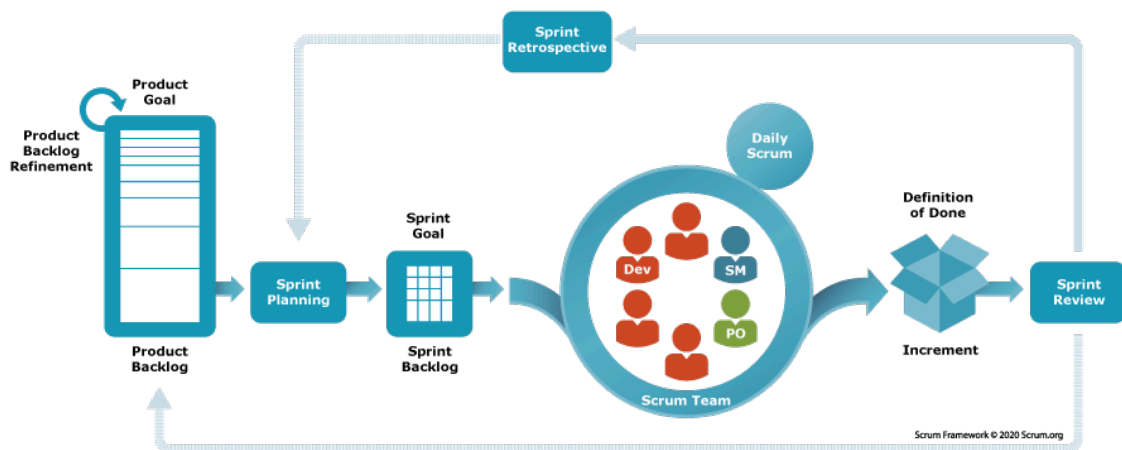 Sprint
Retrospective
Product
Goal
Product
Backlog
Refinement
Daily
Scrum
Definition
of Done
Sprint
Goal
Dev
SM
Sprint
Planning
Sprint
Review
PO
Product
Backlog
Sprint
Backlog
Increment
Scrum Team
Scrum Framework © 2020 Scrum.org